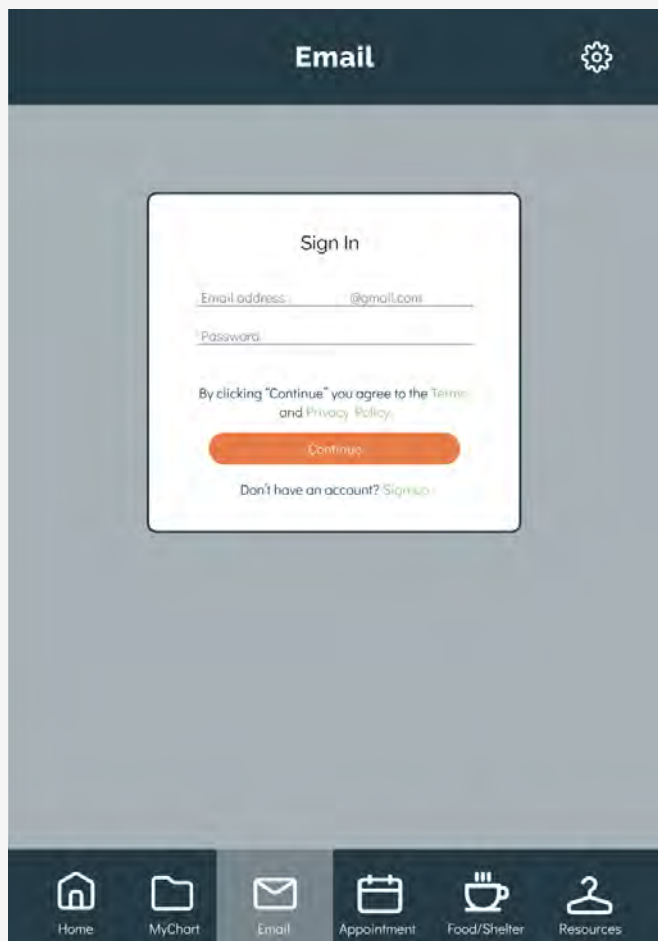 Email
Sign In
Email address @gmail.com
Password
By clicking "Continue" you agree to the Terms
and Privacy Policy.
Continue
Don't have an account? Signup
Home MyChart Email Appointment Food/Shelter Resources